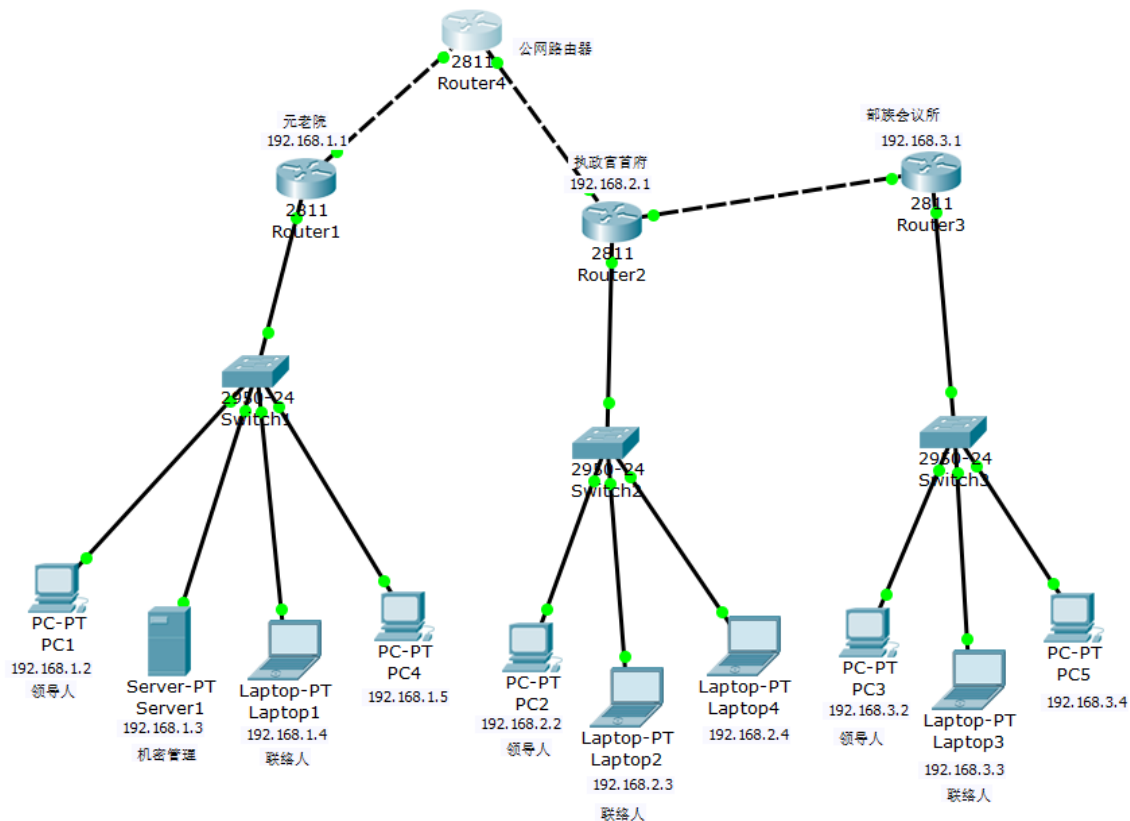 2811
Router4
公网路由器
元老院
192.168.1.1
2811
Router1
执政官首府
192.168.2.1
2811
Router2
部族会议所
192.168.3.1
2811
Router3
2950-24
Switch1
2950-24
Switch2
2950-24
Switch3
PC-PT
PC1
192.168.1.2
领导人
Server-PT
Server1
192.168.1.3
机密管理
Laptop-PT
Laptop1
192.168.1.4
联络人
PC-PT
PC4
192.168.1.5
PC-PT
PC2
192.168.2.2
领导人
Laptop-PT
Laptop2
192.168.2.3
联络人
Laptop-PT
Laptop4
192.168.2.4
PC-PT
PC3
192.168.3.2
领导人
Laptop-PT
Laptop3
192.168.3.3
联络人
PC-PT
PC5
192.168.3.4